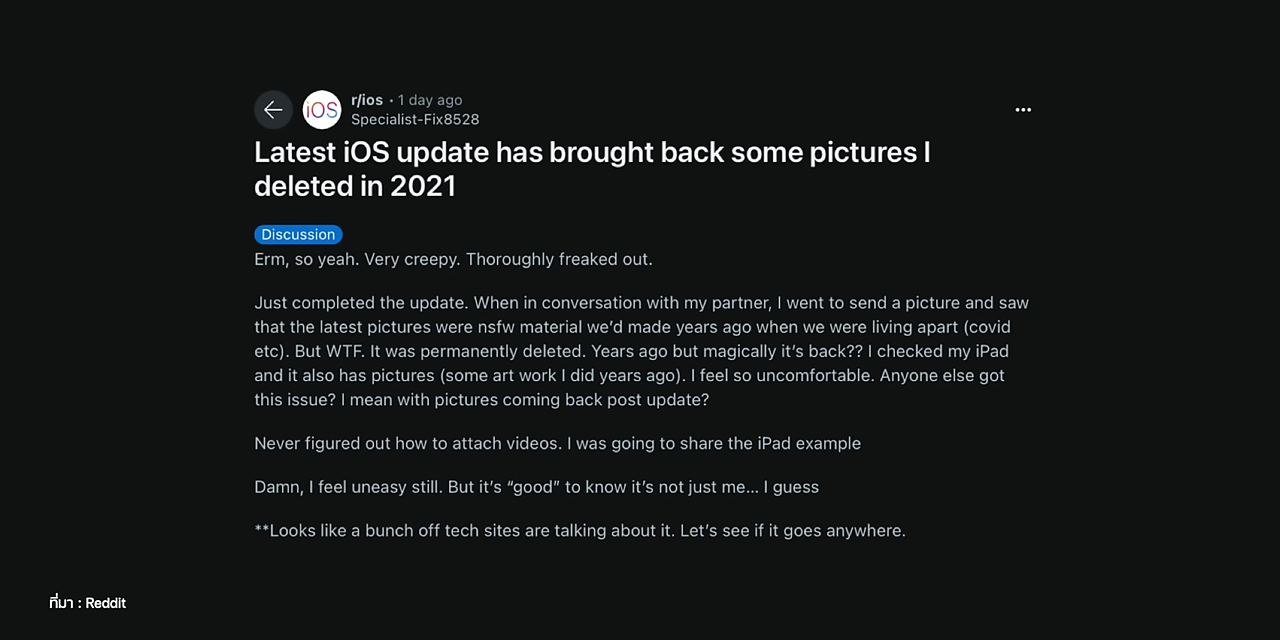 r/ios • 1 day ago
iOS
Specialist-Fix8528
Latest iOS update has brought back some pictures I
deleted in 2021
Discussion
Erm, so yeah. Very creepy. Thoroughly freaked out.
Just completed the update. When in conversation with my partner, I went to send a picture and saw
that the latest pictures were nsfw material we’d made years ago when we were living apart (covid
etc). But WTF. It was permanently deleted. Years ago but magically it’s back?? I checked my iPad
and it also has pictures (some art work I did years ago). I feel so uncomfortable. Anyone else got
this issue? I mean with pictures coming back post update?
Never figured out how to attach videos. I was going to share the iPad example
Damn, I feel uneasy still. But it’s “good” to know it’s not just me... I guess
**Looks like a bunch off tech sites are talking about it. Let’s see if it goes anywhere.
ที่มา : Reddit